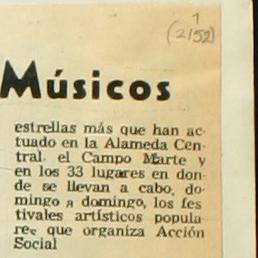 1
(2152)
Músicos
estrellas más que han ac-
tuado en la Alameda Cen-
tral, el Campo Marte y
en los 33 lugares en don-
de se llevan a cabo, do-
mingo a domingo, los fes
tivales artísticos popula-
res que organiza Acción
Social